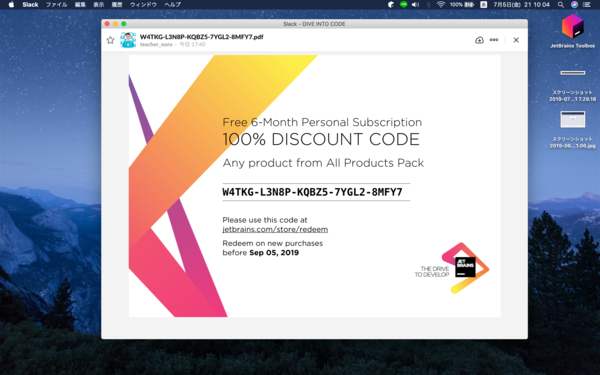 Slack ファイル 編集 表示 履歴 ウィンドウ ヘルプ
100% 7月5日(金) 21 10 04
Slack - DIVE INTO CODE
W4TKG-L3N8P-KQBZ5-7YGL2-8MFY7.pdf
今日 17:40
Free 6-Month Personal Subscription
100% DISCOUNT CODE
Any product from All Products Pack
W4TKG-L3N8P-KQBZ5-7YGL2-8MFY7
Please use this code at
jetbrains.com/store/redeem
Redeem on new purchases
before Sep 05, 2019
THE DRIVE
TO DEVELOP
JET
BRAINS
JetBrains Toolbox
スクリーンショット
2019-07...1 7.29.18
スクリーンショット
2019-06...1.06.jpg